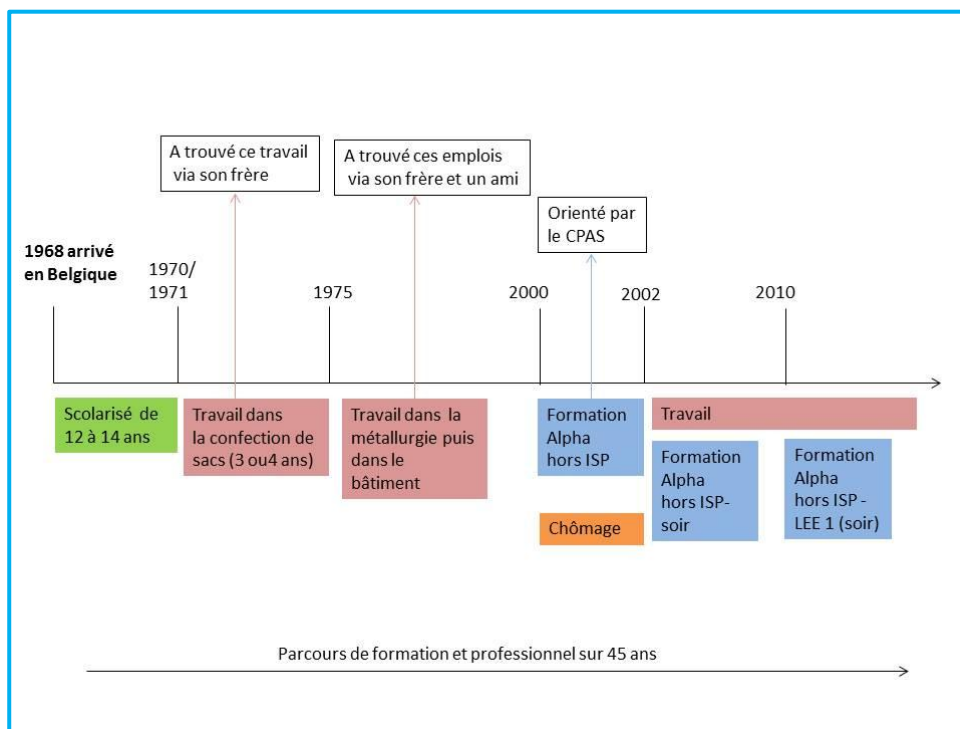 A trouvé ce travail
via son frère
A trouvé ces emplois
via son frère et un ami
Orienté par
le CPAS
1968 arrivé
en Belgique
1970/
1971
1975
2000
2002
2010
Scolarisé de
12 à 14 ans
Travail dans
la confection de
sacs (3 ou4 ans)
Travail dans la
métallurgie puis
dans le
bâtiment
Formation
Alpha
hors ISP
Chômage
Travail
Formation
Alpha
hors ISP-
soir
Formation
Alpha
hors ISP -
LEE 1 (soir)
Parcours de formation et professionnel sur 45 ans